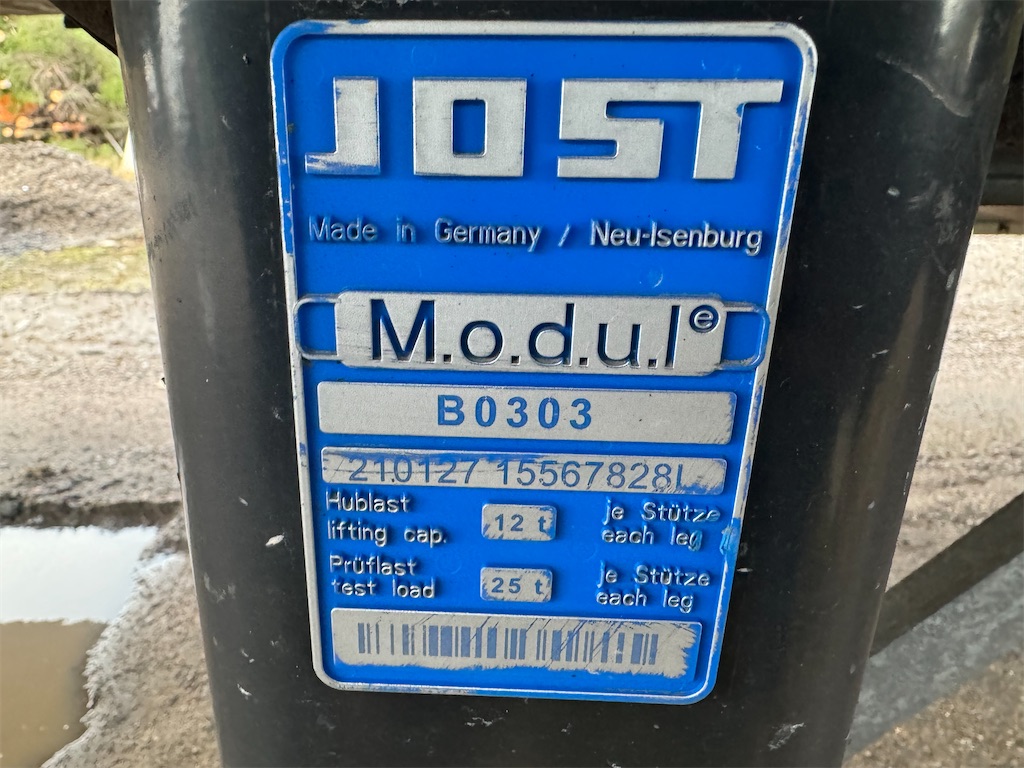 JOST
Made in Germany / Neu-Isenburg
M.o.d.u.l e
B0303
210127 15567828L
Hublast 12 t je Stütze
lifting cap. each leg
Prüflast 25 t je Stütze
test load each leg